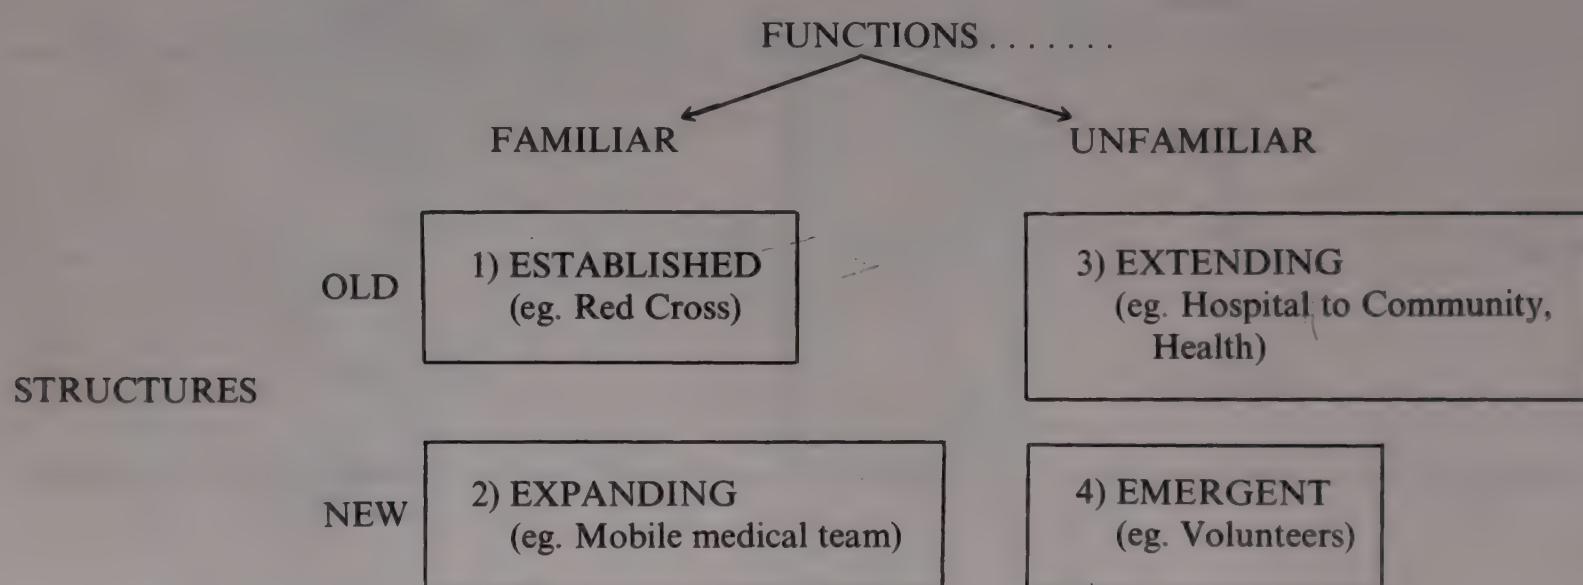 FUNCTIONS .......
FAMILIAR
UNFAMILIAR
OLD
1) ESTABLISHED
(eg. Red Cross)
3) EXTENDING
(eg. Hospital to Community,
Health)
STRUCTURES
NEW
2) EXPANDING
(eg. Mobile medical team)
4) EMERGENT
(eg. Volunteers)